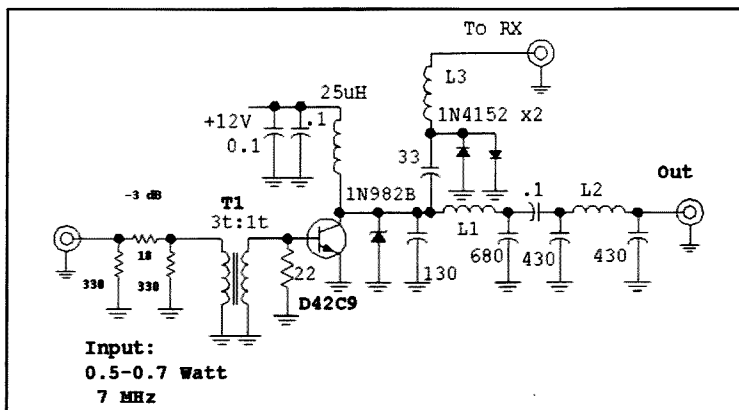 To RX
L3
25uH
1N4152 x2
+12V
.1
0.1
33
Out
-3 dB
T1
3t:1t
1N982B
.1
L2
L1
18
22
130
680
430
430
330
330
D42C9
Input:
0.5-0.7 Watt
7 MHz